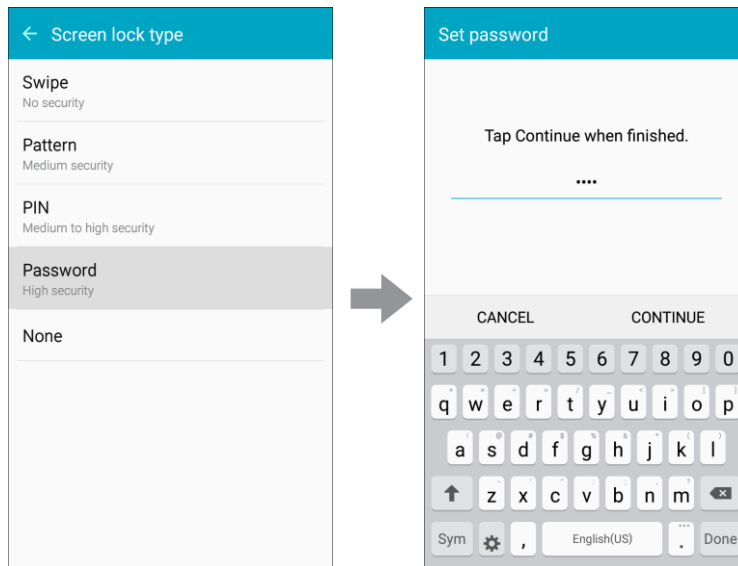 Screen lock type
Swipe
No security
Pattern
Medium security
PIN
Medium to high security
Password
High security
None
Set password
Tap Continue when finished.
••••
CANCEL CONTINUE
1 2 3 4 5 6 7 8 9 0
q w e r t y u i o p
a s d f g h j k l
z x c v b n m
Sym , English(US) . Done